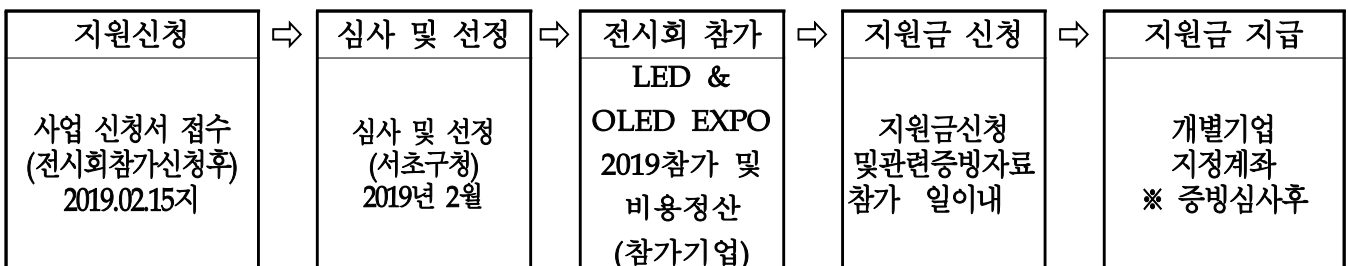 지원신청 ⇨ 심사 및 선정 ⇨ 전시회 참가 ⇨ 지원금 신청 ⇨ 지원금 지급
사업 신청서 접수
(전시회참가신청후)
2019.02.15지
심사 및 선정
(서초구청)
2019년 2월
LED &
OLED EXPO
2019참가 및
비용정산
(참가기업)
지원금신청
및관련증빙자료
참가 일이내
개별기업
지정계좌
※ 증빙심사후